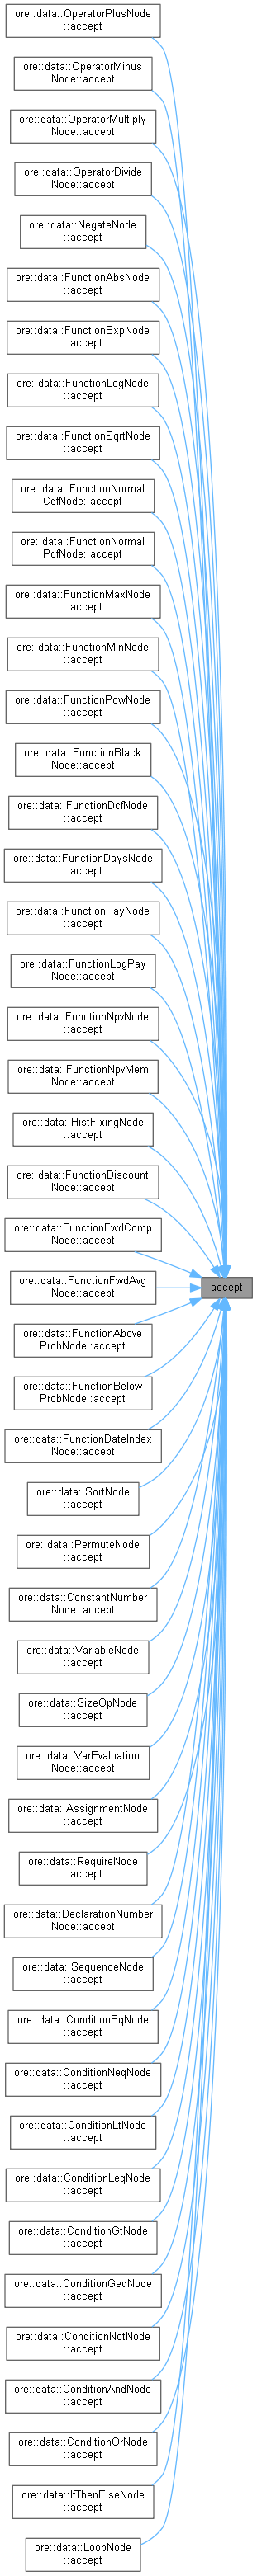 ore::data::OperatorPlusNode
::accept
ore::data::OperatorMinus
Node::accept
ore::data::OperatorMultiply
Node::accept
ore::data::OperatorDivide
Node::accept
ore::data::NegateNode
::accept
ore::data::FunctionAbsNode
::accept
ore::data::FunctionExpNode
::accept
ore::data::FunctionLogNode
::accept
ore::data::FunctionSqrtNode
::accept
ore::data::FunctionNormal
CdfNode::accept
ore::data::FunctionNormal
PdfNode::accept
ore::data::FunctionMaxNode
::accept
ore::data::FunctionMinNode
::accept
ore::data::FunctionPowNode
::accept
ore::data::FunctionBlack
Node::accept
ore::data::FunctionDcfNode
::accept
ore::data::FunctionDaysNode
::accept
ore::data::FunctionPayNode
::accept
ore::data::FunctionLogPay
Node::accept
ore::data::FunctionNpvNode
::accept
ore::data::FunctionNpvMem
Node::accept
ore::data::HistFixingNode
::accept
ore::data::FunctionDiscount
Node::accept
ore::data::FunctionFwdComp
Node::accept
ore::data::FunctionFwdAvg
Node::accept
accept
ore::data::FunctionAbove
ProbNode::accept
ore::data::FunctionBelow
ProbNode::accept
ore::data::FunctionDateIndex
Node::accept
ore::data::SortNode
::accept
ore::data::PermuteNode
::accept
ore::data::ConstantNumber
Node::accept
ore::data::VariableNode
::accept
ore::data::SizeOpNode
::accept
ore::data::VarEvaluation
Node::accept
ore::data::AssignmentNode
::accept
ore::data::RequireNode
::accept
ore::data::DeclarationNumber
Node::accept
ore::data::SequenceNode
::accept
ore::data::ConditionEqNode
::accept
ore::data::ConditionNeqNode
::accept
ore::data::ConditionLtNode
::accept
ore::data::ConditionLeqNode
::accept
ore::data::ConditionGtNode
::accept
ore::data::ConditionGeqNode
::accept
ore::data::ConditionNotNode
::accept
ore::data::ConditionAndNode
::accept
ore::data::ConditionOrNode
::accept
ore::data::IfThenElseNode
::accept
ore::data::LoopNode
::accept